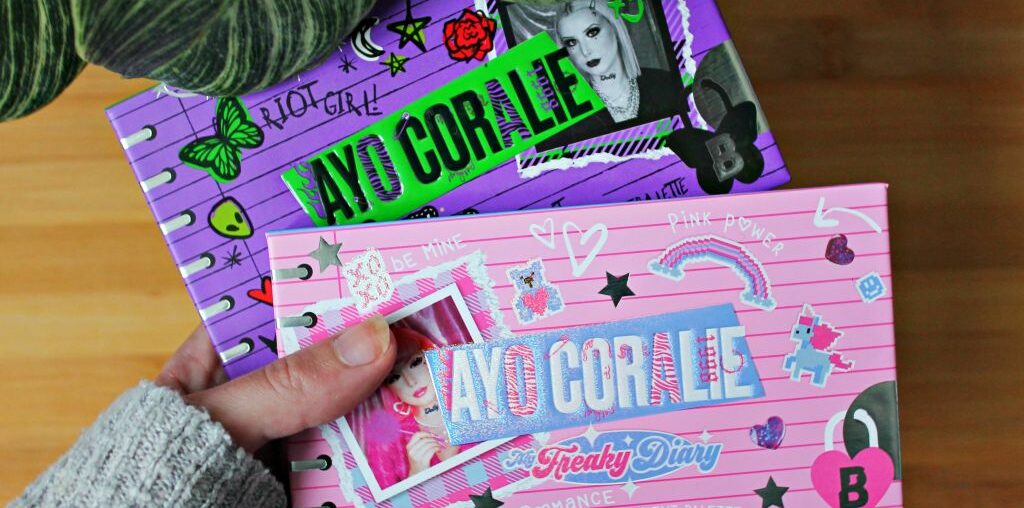 RIOT GIRL!
AYO CORALIE
B
BE MINE
PINK POWER
AYO CORALIE
My Freaky Diary
B